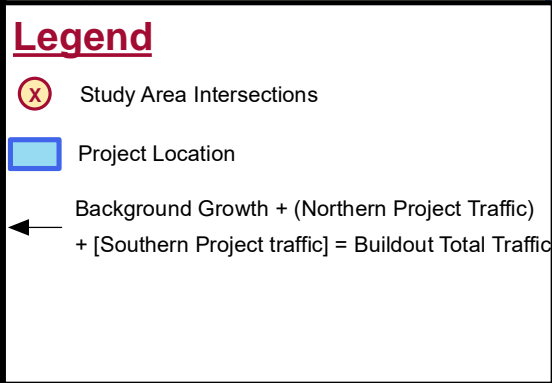 Legend
X Study Area Intersections
Project Location
Background Growth + (Northern Project Traffic)
+ [Southern Project traffic] = Buildout Total Traffic